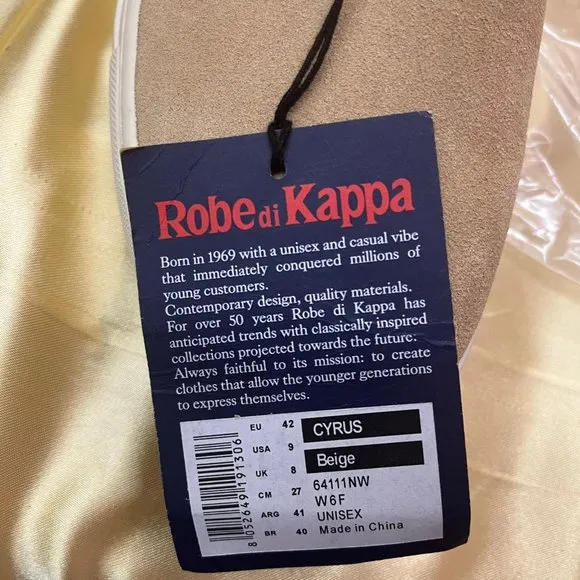 Robe di Kappa
Born in 1969 with a unisex and casual vibe
that immediately conquered millions of
young customers.
Contemporary design, quality materials.
For over 50 years Robe di Kappa has
anticipated trends with classically inspired
collections projected towards the future.
Always faithful to its mission: to create
clothes that allow the younger generations
to express themselves.
EU 42 CYRUS
USA 9
UK 8 Beige
CM 27 64111NW
W6F
ARG 41 UNISEX
BR 40 Made in China
8052649191306